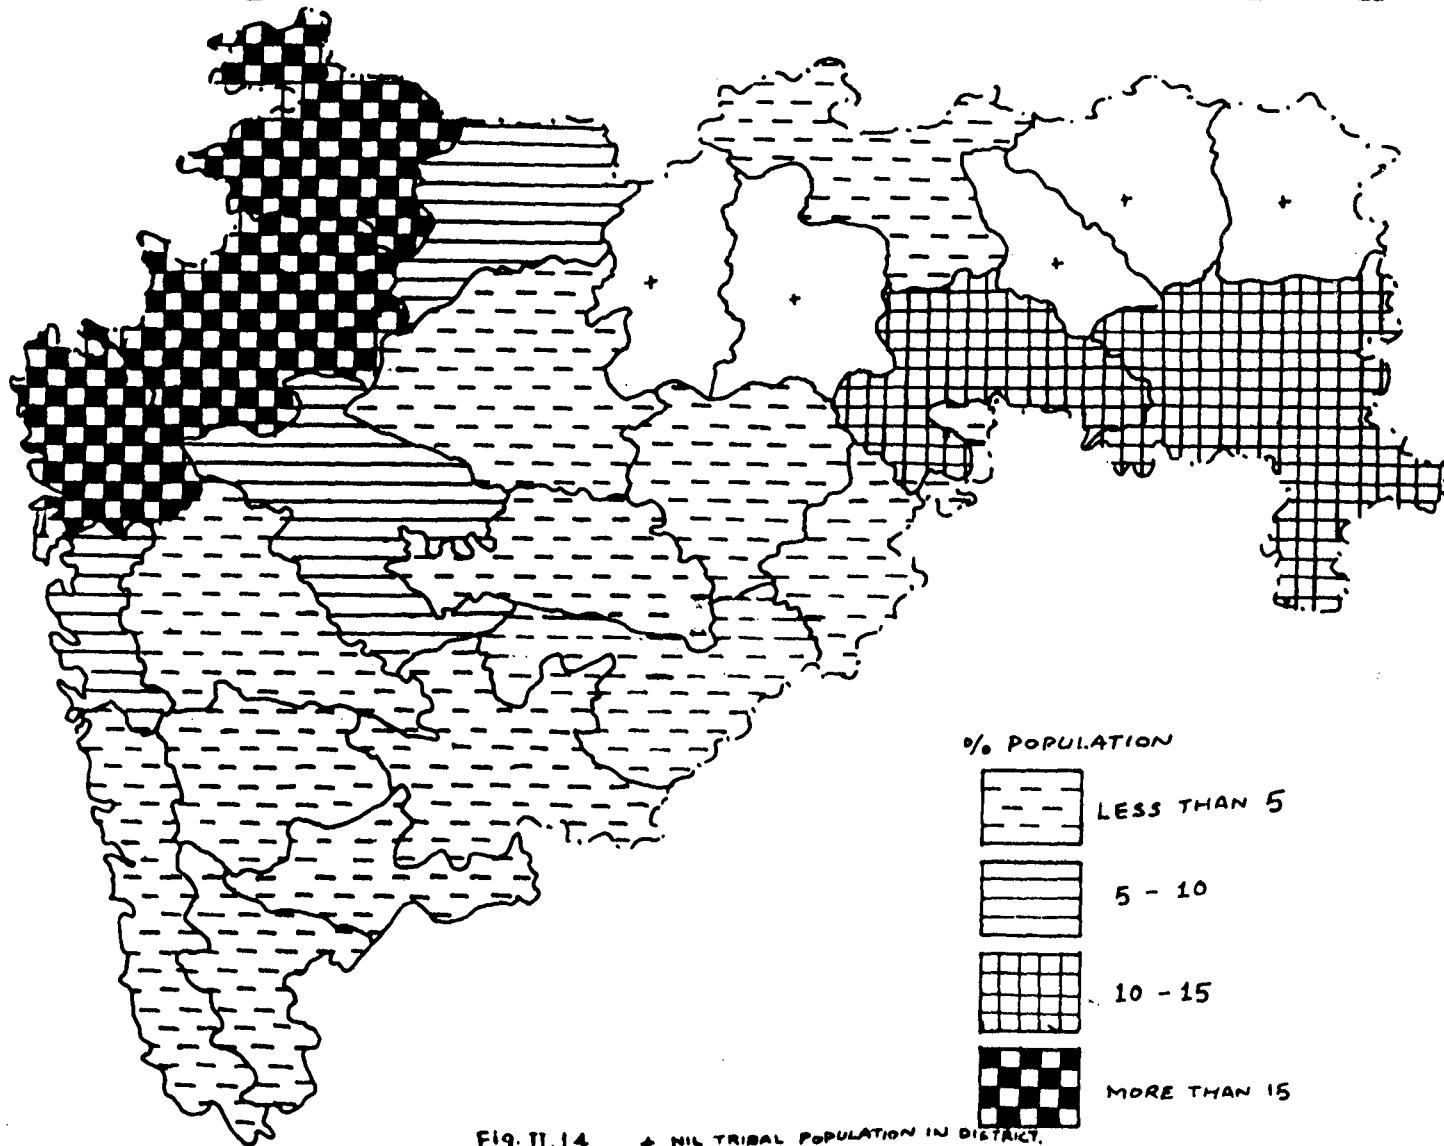 % POPULATION
LESS THAN 5
5 - 10
10 - 15
MORE THAN 15
Fig. II.14 + NIL TRIBAL POPULATION IN DISTRICT.